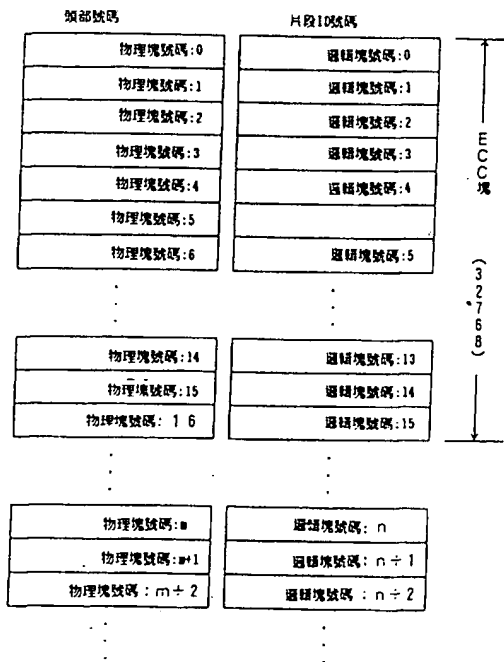 頭部號碼 片段ID號碼
物理塊號碼:0 邏輯塊號碼:0
物理塊號碼:1 邏輯塊號碼:1
物理塊號碼:2 邏輯塊號碼:2
物理塊號碼:3 邏輯塊號碼:3
物理塊號碼:4 邏輯塊號碼:4
物理塊號碼:5
物理塊號碼:6 邏輯塊號碼:5
物理塊號碼:14 邏輯塊號碼:13
物理塊號碼:15 邏輯塊號碼:14
物理塊號碼: 16 邏輯塊號碼:15
物理塊號碼:m 邏輯塊號碼: n
物理塊號碼:m+1 邏輯塊號碼: n÷1
物理塊號碼: m÷2 邏輯塊號碼: n÷2
ECC塊
(32768)